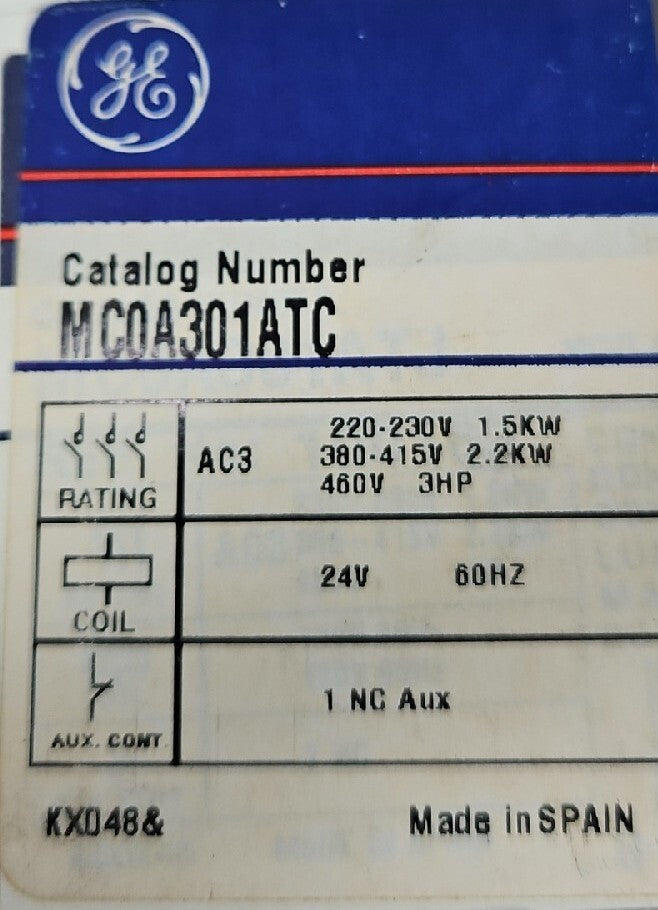 GE
Catalog Number
MC0A301ATC
RATING
AC3
220-230V 1.5KW
380-415V 2.2KW
460V 3HP
COIL
24V 60HZ
AUX. CONT
1 NC Aux
KX048&
Made in SPAIN